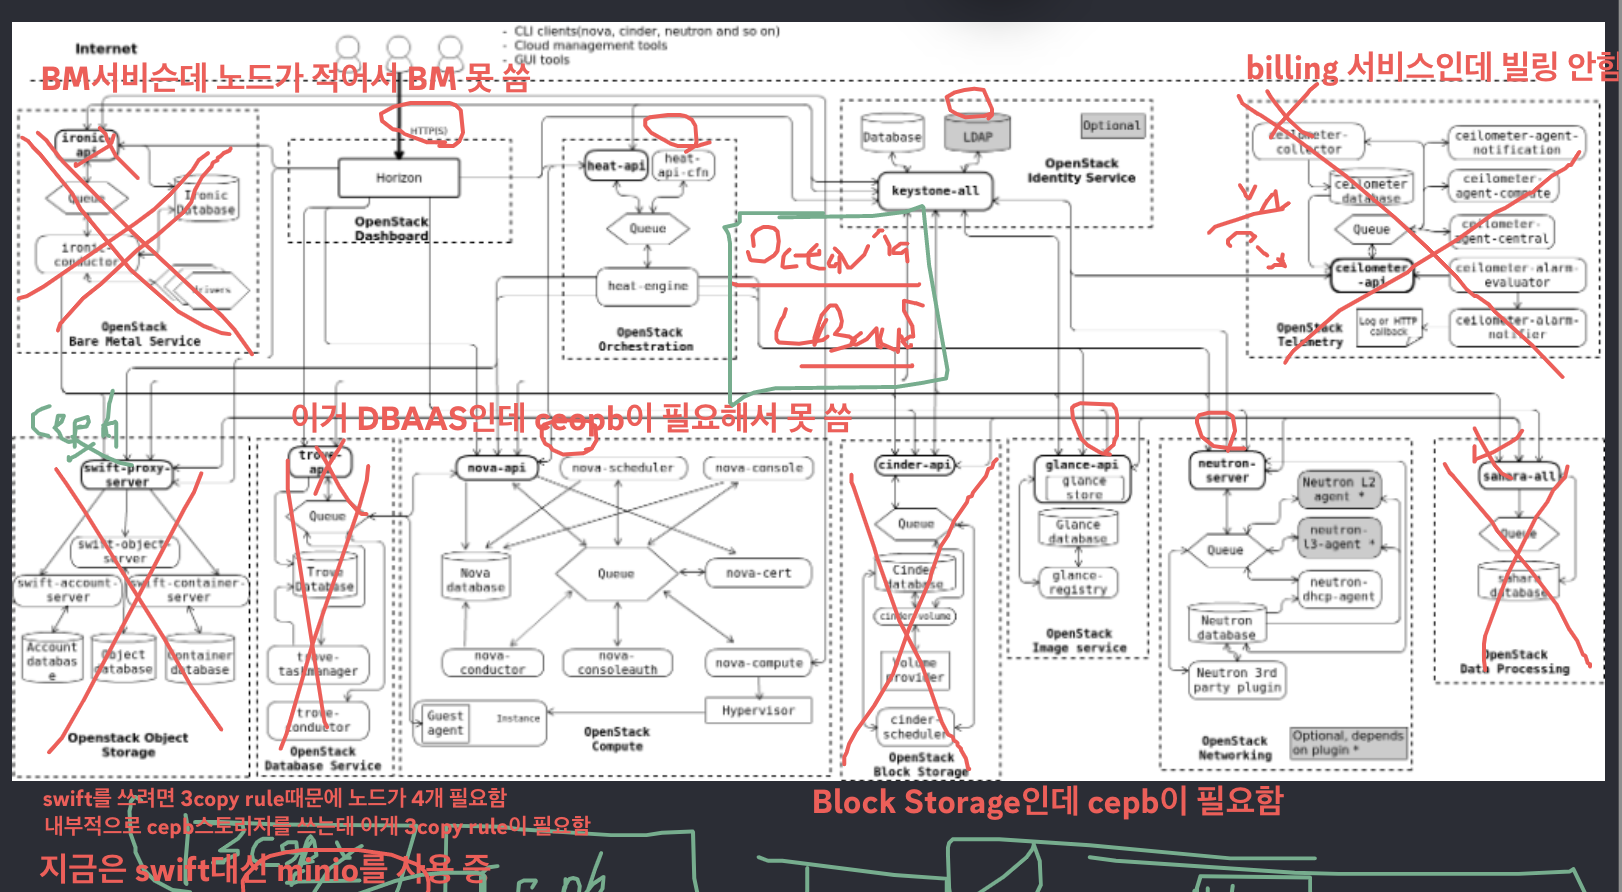 - CLI clients(nova, cinder, neutron and so on)
- Cloud management tools
- GUI tools
Internet
BM서비슨데 노드가 적어서 BM 못 씀
billing 서비스인데 빌링 안함
HTTP(S)
ironic-api
Queue
Ironic Database
ironic-conductor
drivers
OpenStack
Bare Metal Service
Horizon
OpenStack
Dashboard
heat-api
heat-api-cfn
Queue
heat-engine
OpenStack
Orchestration
Database
LDAP
Optional
keystone-all
OpenStack
Identity Service
Octavia
LBaaS
ceilometer-collector
ceilometer-agent-notification
ceilometer database
ceilometer-agent-compute
Queue
ceilometer-agent-central
ceilometer-api
ceilometer-alarm-evaluator
Log or HTTP callback
ceilometer-alarm-notifier
OpenStack
Telemetry
Ceph
이거 DBAAS인데 ceopb이 필요해서 못 씀
swift-proxy-server
swift-object-server
swift-account-server
swift-container-server
Account
databas
e
Object
database
Container
database
Openstack Object
Storage
trove-api
Queue
Trove
Database
trove-taskmanager
trove-conductor
OpenStack
Database Service
nova-api
nova-scheduler
nova-console
Nova
database
Queue
nova-cert
nova-conductor
nova-consoleauth
nova-compute
Guest
agent
Instance
Hypervisor
OpenStack
Compute
cinder-api
Queue
Cinder
database
cinder-volume
Volume
provider
cinder-scheduler
OpenStack
Block Storage
glance-api
glance
store
Glance
database
glance-registry
OpenStack
Image service
neutron-server
Neutron L2
agent *
Queue
neutron-l3-agent *
neutron-dhcp-agent
Neutron
database
Neutron 3rd
party plugin
OpenStack
Networking
Optional, depends
on plugin *
sahara-all
Queue
sahara
database
OpenStack
Data Processing
swift를 쓰려면 3copy rule때문에 노드가 4개 필요함
내부적으로 cepb스토리지를 쓰는데 이게 3copy rule이 필요함
지금은 swift대선 minio를 사용 중
Block Storage인데 cepb이 필요함
ceph